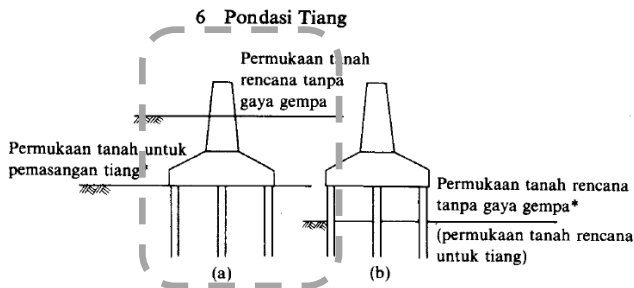 6 Pondasi Tiang
Permukaan tanah
rencana tanpa
gaya gempa
Permukaan tanah untuk
pemasangan tiang*
Permukaan tanah rencana
tanpa gaya gempa*
(permukaan tanah rencana
untuk tiang)
(a)
(b)